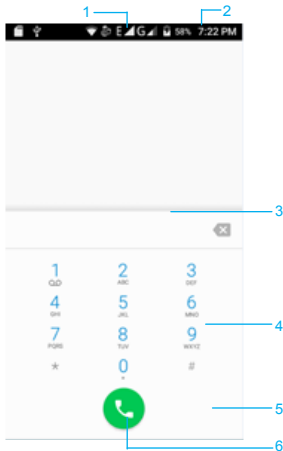 1
2
E G 58% 7:22 PM
3
1 2 3
ABC DEF
4 5 6
GHI JKL MNO
4
7 8 9
PQRS TUV WXYZ
* 0 #
+
5
6